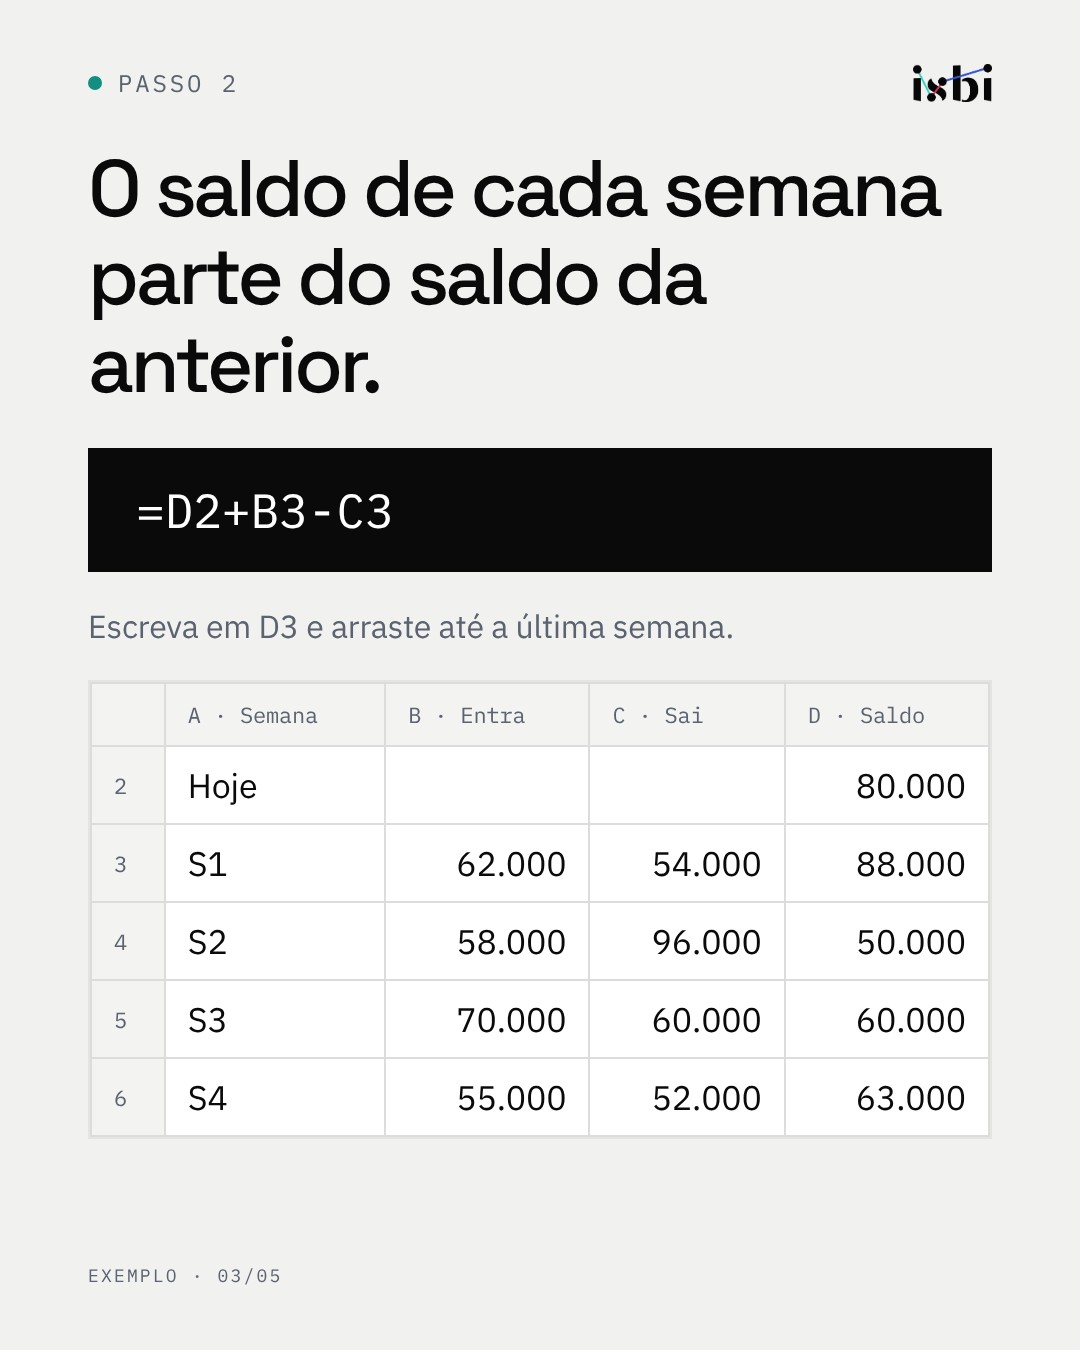 PASSO 2
ixbi
O saldo de cada semana
parte do saldo da
anterior.
=D2+B3-C3
Escreva em D3 e arraste até a última semana.
A · Semana B · Entra C · Sai D · Saldo
2 Hoje 80.000
3 S1 62.000 54.000 88.000
4 S2 58.000 96.000 50.000
5 S3 70.000 60.000 60.000
6 S4 55.000 52.000 63.000
EXEMPLO · 03/05